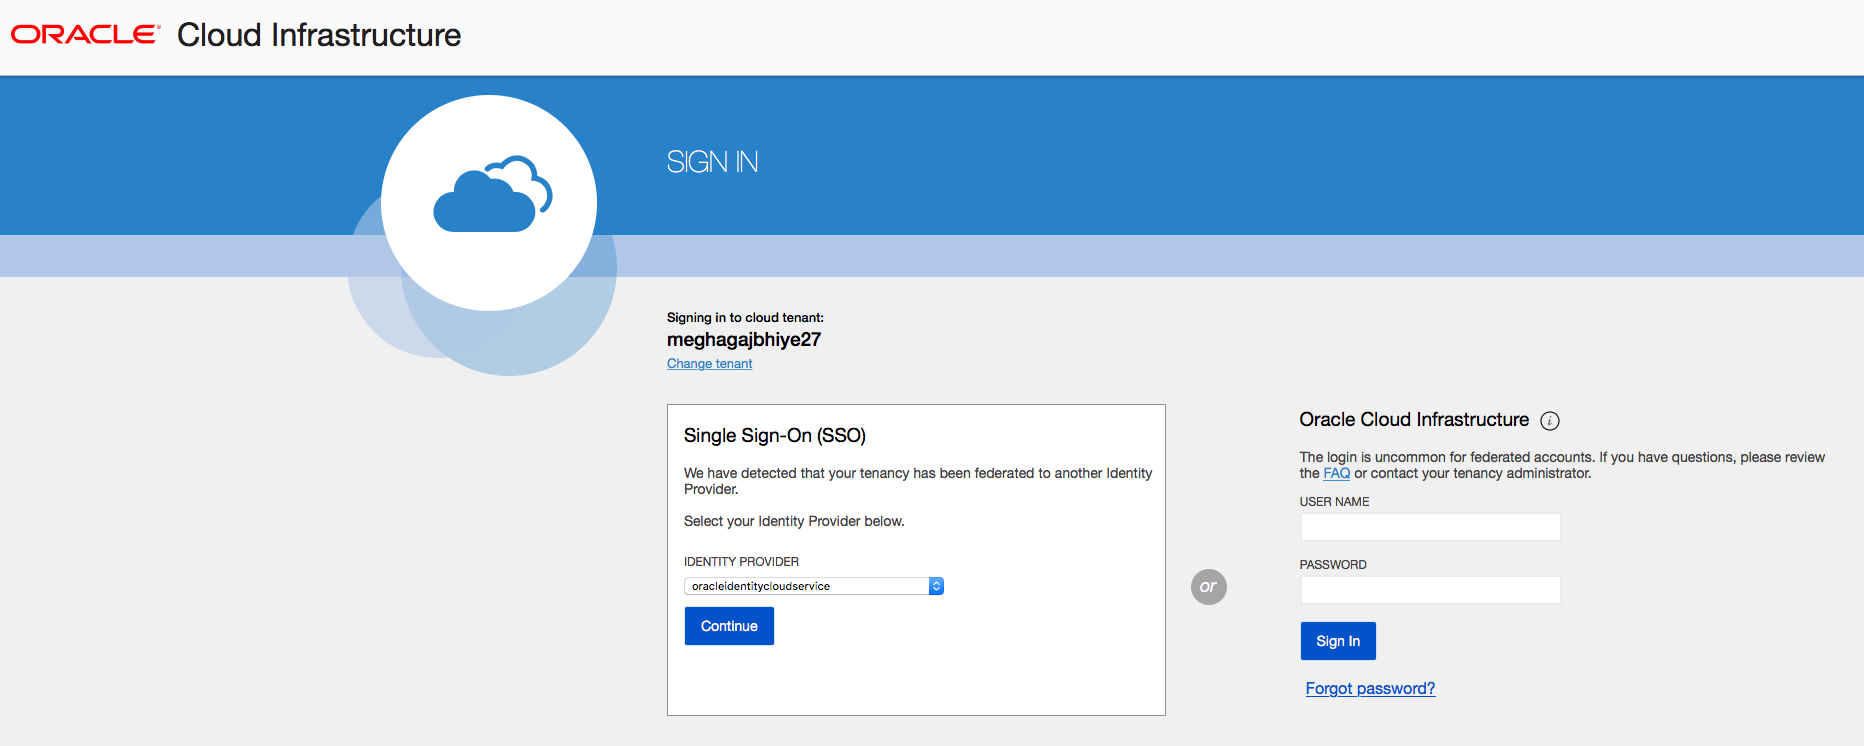 ORACLE® Cloud Infrastructure
SIGN IN
Signing in to cloud tenant:
meghagajbhiye27
Change tenant
Single Sign-On (SSO)
We have detected that your tenancy has been federated to another Identity
Provider.
Select your Identity Provider below.
IDENTITY PROVIDER
oracleidentitycloudservice
Continue
or
Oracle Cloud Infrastructure i
The login is uncommon for federated accounts. If you have questions, please review
the FAQ or contact your tenancy administrator.
USER NAME
PASSWORD
Sign In
Forgot password?